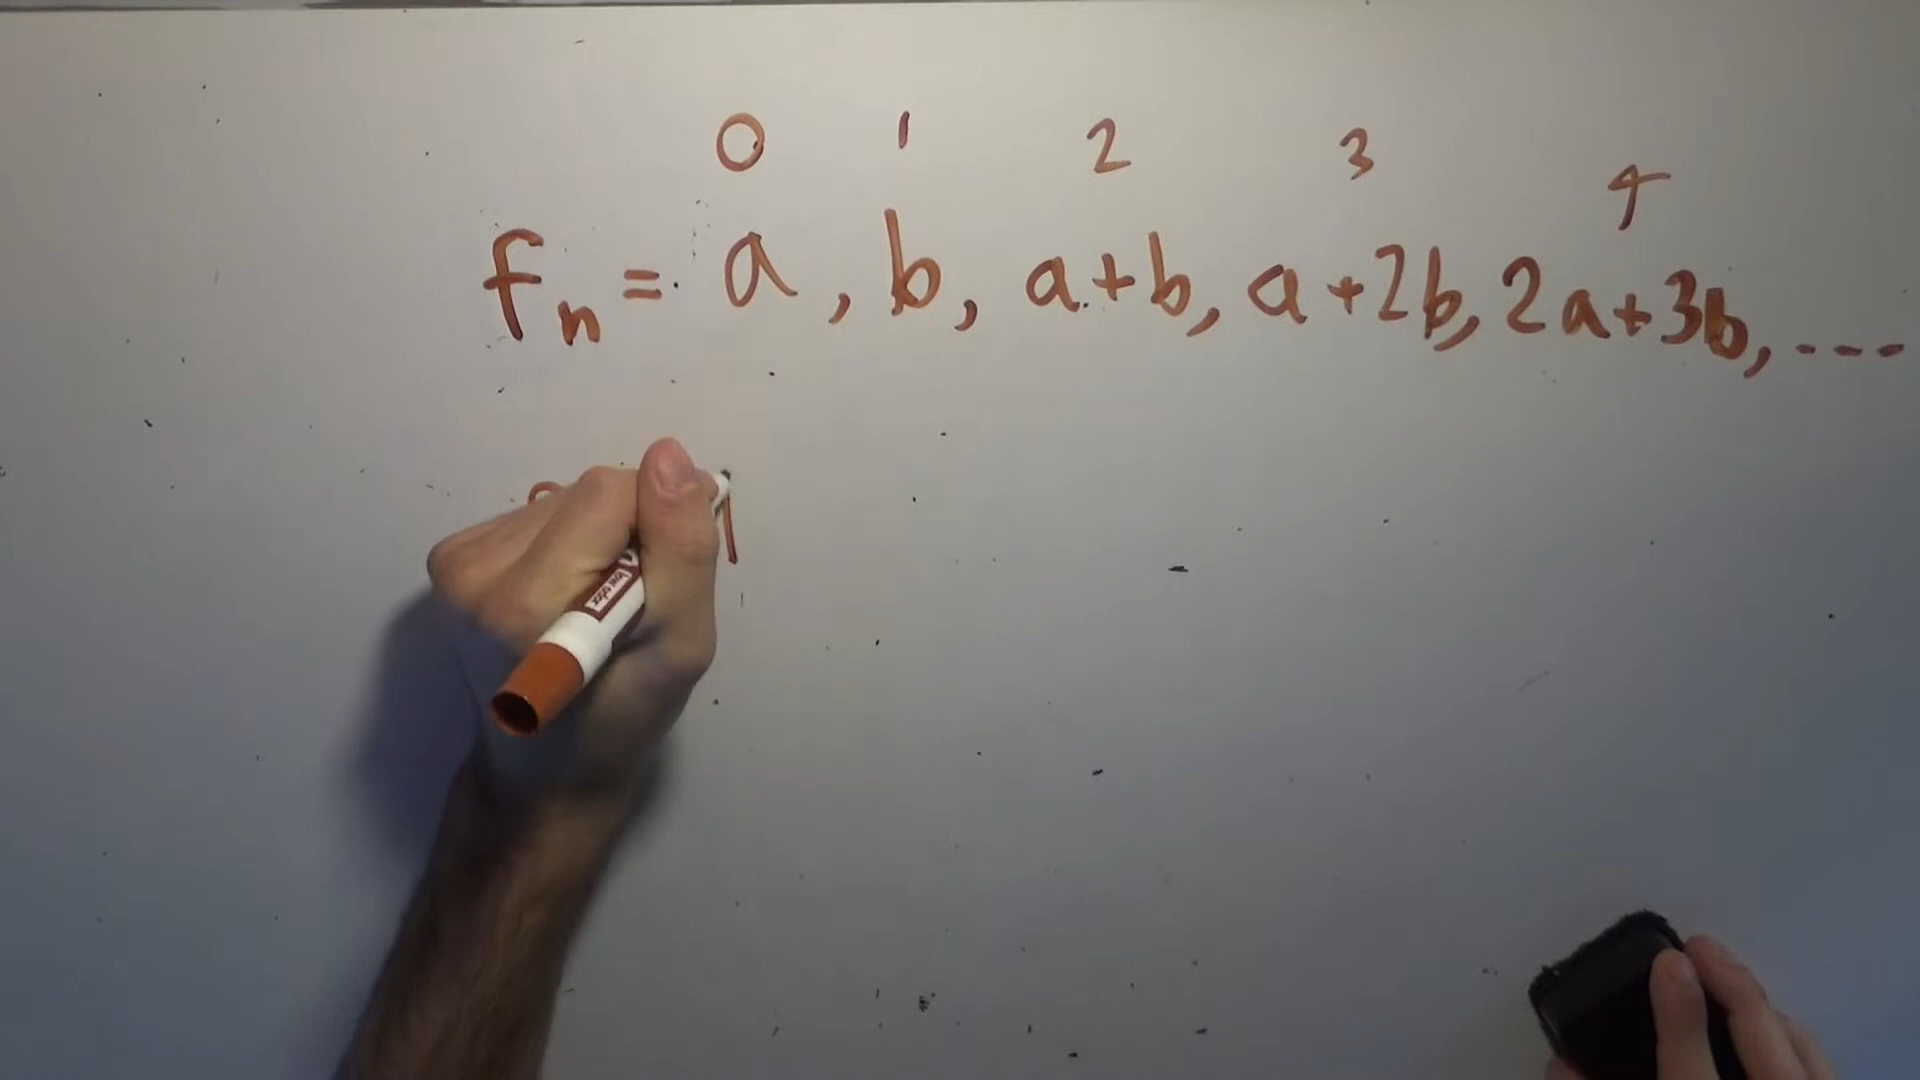 0 1 2 3 4
fn = a, b, a+b, a+2b, 2a+3b, ...